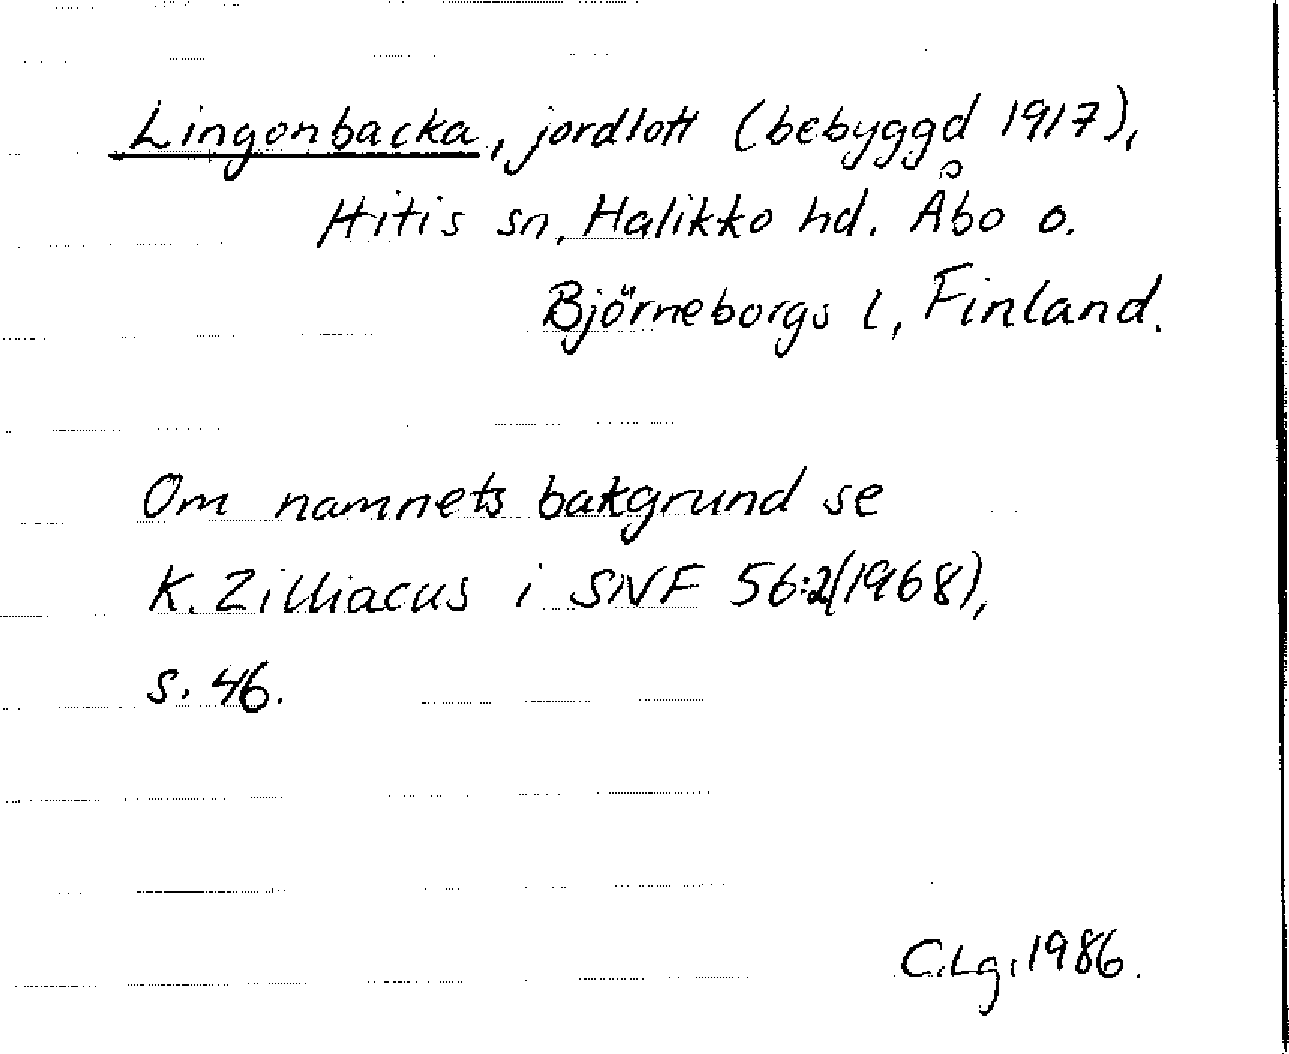 Lingonbacka, jordlott (bebyggd 1917),
Hitis sn, Halikko hd. Åbo o.
Björneborgs l, Finland.
Om namnets bakgrund se
K. Zilliacus i SNF 56:2(1968),
s. 46.
C.Lg. 1986.